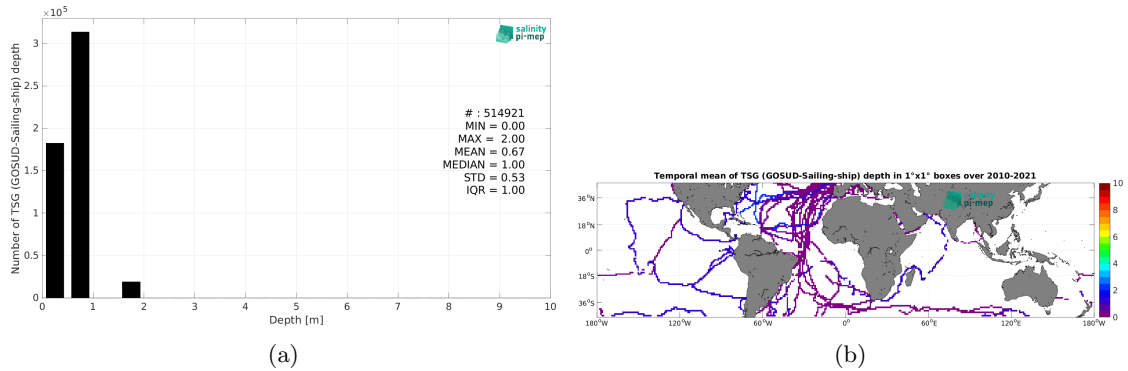 ×10⁵
3
2.5
2
1.5
1
0.5
0
Number of TSG (GOSUD-Sailing-ship) depth
salinity
pi-mep
# : 514921
MIN = 0.00
MAX = 2.00
MEAN = 0.67
MEDIAN = 1.00
STD = 0.53
IQR = 1.00
0 1 2 3 4 5 6 7 8 9 10
Depth [m]
(a)
Temporal mean of TSG (GOSUD-Sailing-ship) depth in 1°x1° boxes over 2010-2021
salinity
pi-mep
36°N
18°N
0°
18°S
36°S
180°W 120°W 60°W 0° 60°E 120°E 180°W
10
8
6
4
2
0
(b)